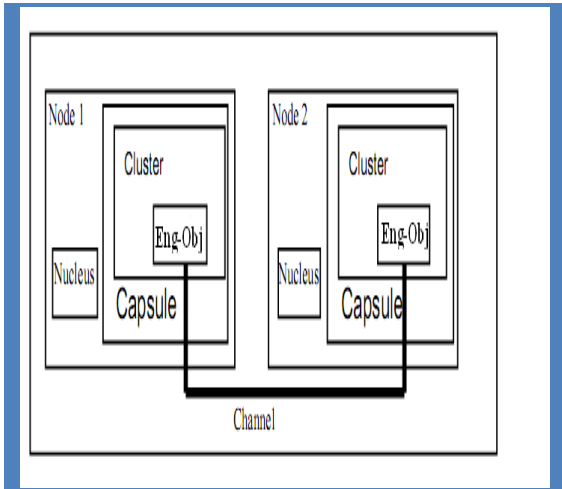 Node 1
Cluster
Eng-Obj
Nucleus
Capsule
Node 2
Cluster
Eng-Obj
Nucleus
Capsule
Channel